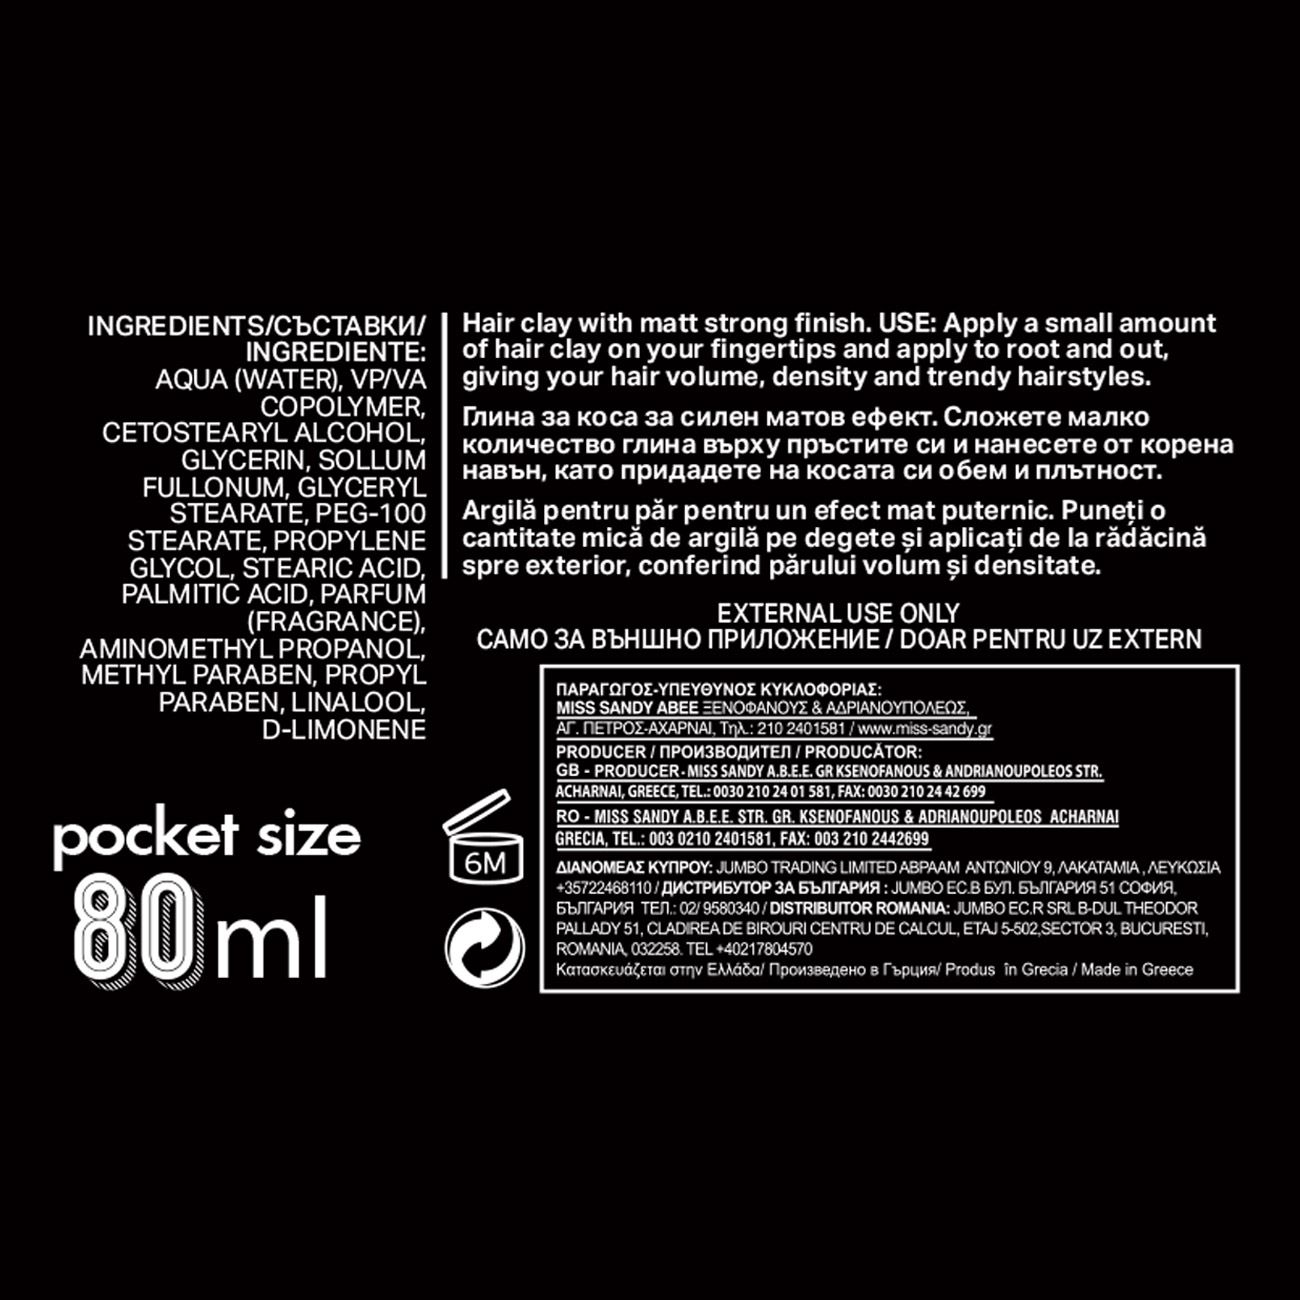 INGREDIENTS/СЪСТАВКИ/
INGREDIENTE:
AQUA (WATER), VP/VA
COPOLYMER,
CETOSTEARYL ALCOHOL,
GLYCERIN, SOLLUM
FULLONUM, GLYCERYL
STEARATE, PEG-100
STEARATE, PROPYLENE
GLYCOL, STEARIC ACID,
PALMITIC ACID, PARFUM
(FRAGRANCE),
AMINOMETHYL PROPANOL,
METHYL PARABEN, PROPYL
PARABEN, LINALOOL,
D-LIMONENE
Hair clay with matt strong finish. USE: Apply a small amount
of hair clay on your fingertips and apply to root and out,
giving your hair volume, density and trendy hairstyles.
Глина за коса за силен матов ефект. Сложете малко
количество глина върху пръстите си и нанесете от корена
навън, като придадете на косата си обем и плътност.
Argilă pentru păr pentru un efect mat puternic. Puneți o
cantitate mică de argilă pe degete și aplicați de la rădăcină
spre exterior, conferind părului volum și densitate.
EXTERNAL USE ONLY
САМО ЗА ВЪНШНО ПРИЛОЖЕНИЕ / DOAR PENTRU UZ EXTERN
pocket size
80ml
6M
ΠΑΡΑΓΩΓΟΣ-ΥΠΕΥΘΥΝΟΣ ΚΥΚΛΟΦΟΡΙΑΣ:
MISS SANDY ΑΒΕΕ ΞΕΝΟΦΑΝΟΥΣ & ΑΔΡΙΑΝΟΥΠΟΛΕΩΣ,
ΑΓ. ΠΕΤΡΟΣ-ΑΧΑΡΝΑΙ, Τηλ.: 210 2401581 / www.miss-sandy.gr
PRODUCER / ПРОИЗВОДИТЕЛ / PRODUCĂTOR:
GB - PRODUCER - MISS SANDY A.B.E.E. GR KSENOFANOUS & ANDRIANOUPOLEOS STR.
ACHARNAI, GREECE, TEL.: 0030 210 24 01 581, FAX: 0030 210 24 42 699
RO - MISS SANDY A.B.E.E. STR. GR. KSENOFANOUS & ADRIANOUPOLEOS ACHARNAI
GRECIA, TEL.: 003 0210 2401581, FAX: 003 210 2442699
ΔΙΑΝΟΜΕΑΣ ΚΥΠΡΟΥ: JUMBO TRADING LIMITED ΑΒΡΑΑΜ ΑΝΤΩΝΙΟΥ 9, ΛΑΚΑΤΑΜΙΑ , ΛΕΥΚΩΣΙΑ
+35722468110 / ДИСТРИБУТОР ЗА БЪЛГАРИЯ : JUMBO EC.B БУЛ. БЪЛГАРИЯ 51 СОФИЯ,
БЪЛГАРИЯ ТЕЛ.: 02/ 9580340 / DISTRIBUITOR ROMANIA: JUMBO EC.R SRL B-DUL THEODOR
PALLADY 51, CLADIREA DE BIROURI CENTRU DE CALCUL, ETAJ 5-502,SECTOR 3, BUCURESTI,
ROMANIA, 032258. TEL +40217804570
Κατασκευάζεται στην Ελλάδα/ Произведено в Гърция/ Produs în Grecia / Made in Greece